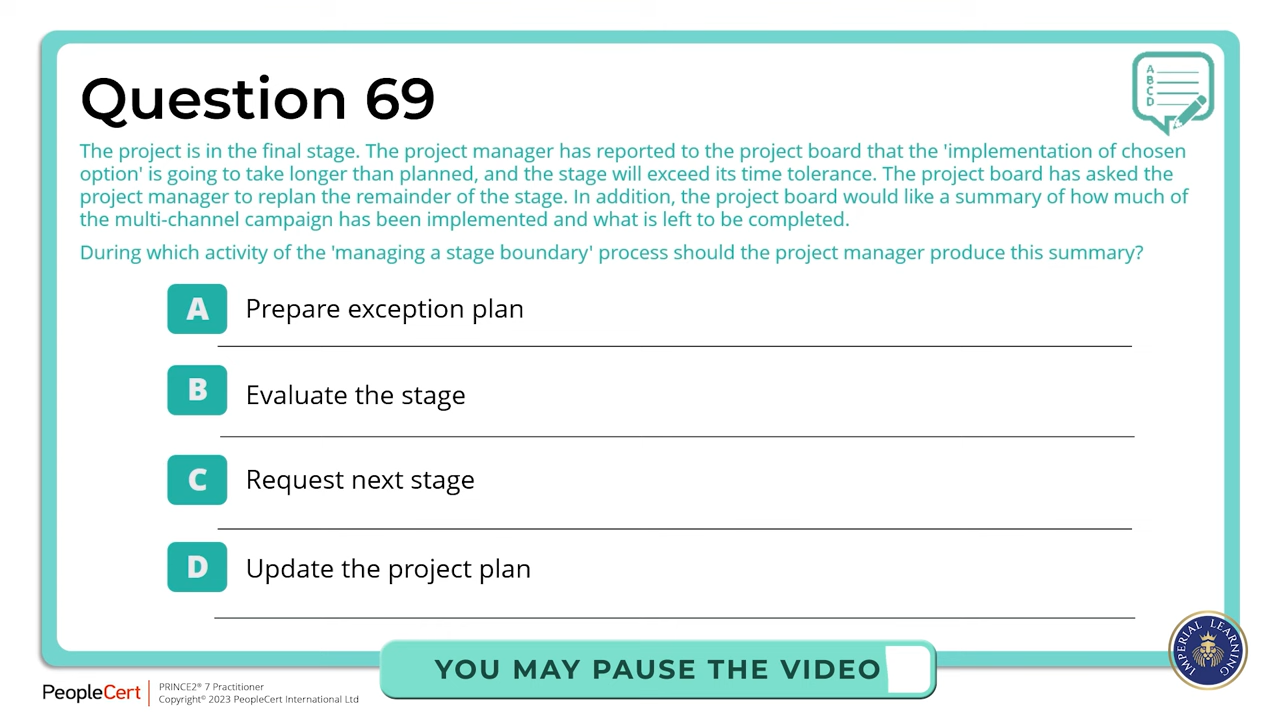 Question 69
A
B
C
D
The project is in the final stage. The project manager has reported to the project board that the 'implementation of chosen
option' is going to take longer than planned, and the stage will exceed its time tolerance. The project board has asked the
project manager to replan the remainder of the stage. In addition, the project board would like a summary of how much of
the multi-channel campaign has been implemented and what is left to be completed.
During which activity of the 'managing a stage boundary' process should the project manager produce this summary?
A Prepare exception plan
B Evaluate the stage
C Request next stage
D Update the project plan
YOU MAY PAUSE THE VIDEO
IMPERIAL LEARNING
PeopleCert
PRINCE2® 7 Practitioner
Copyright© 2023 PeopleCert International Ltd